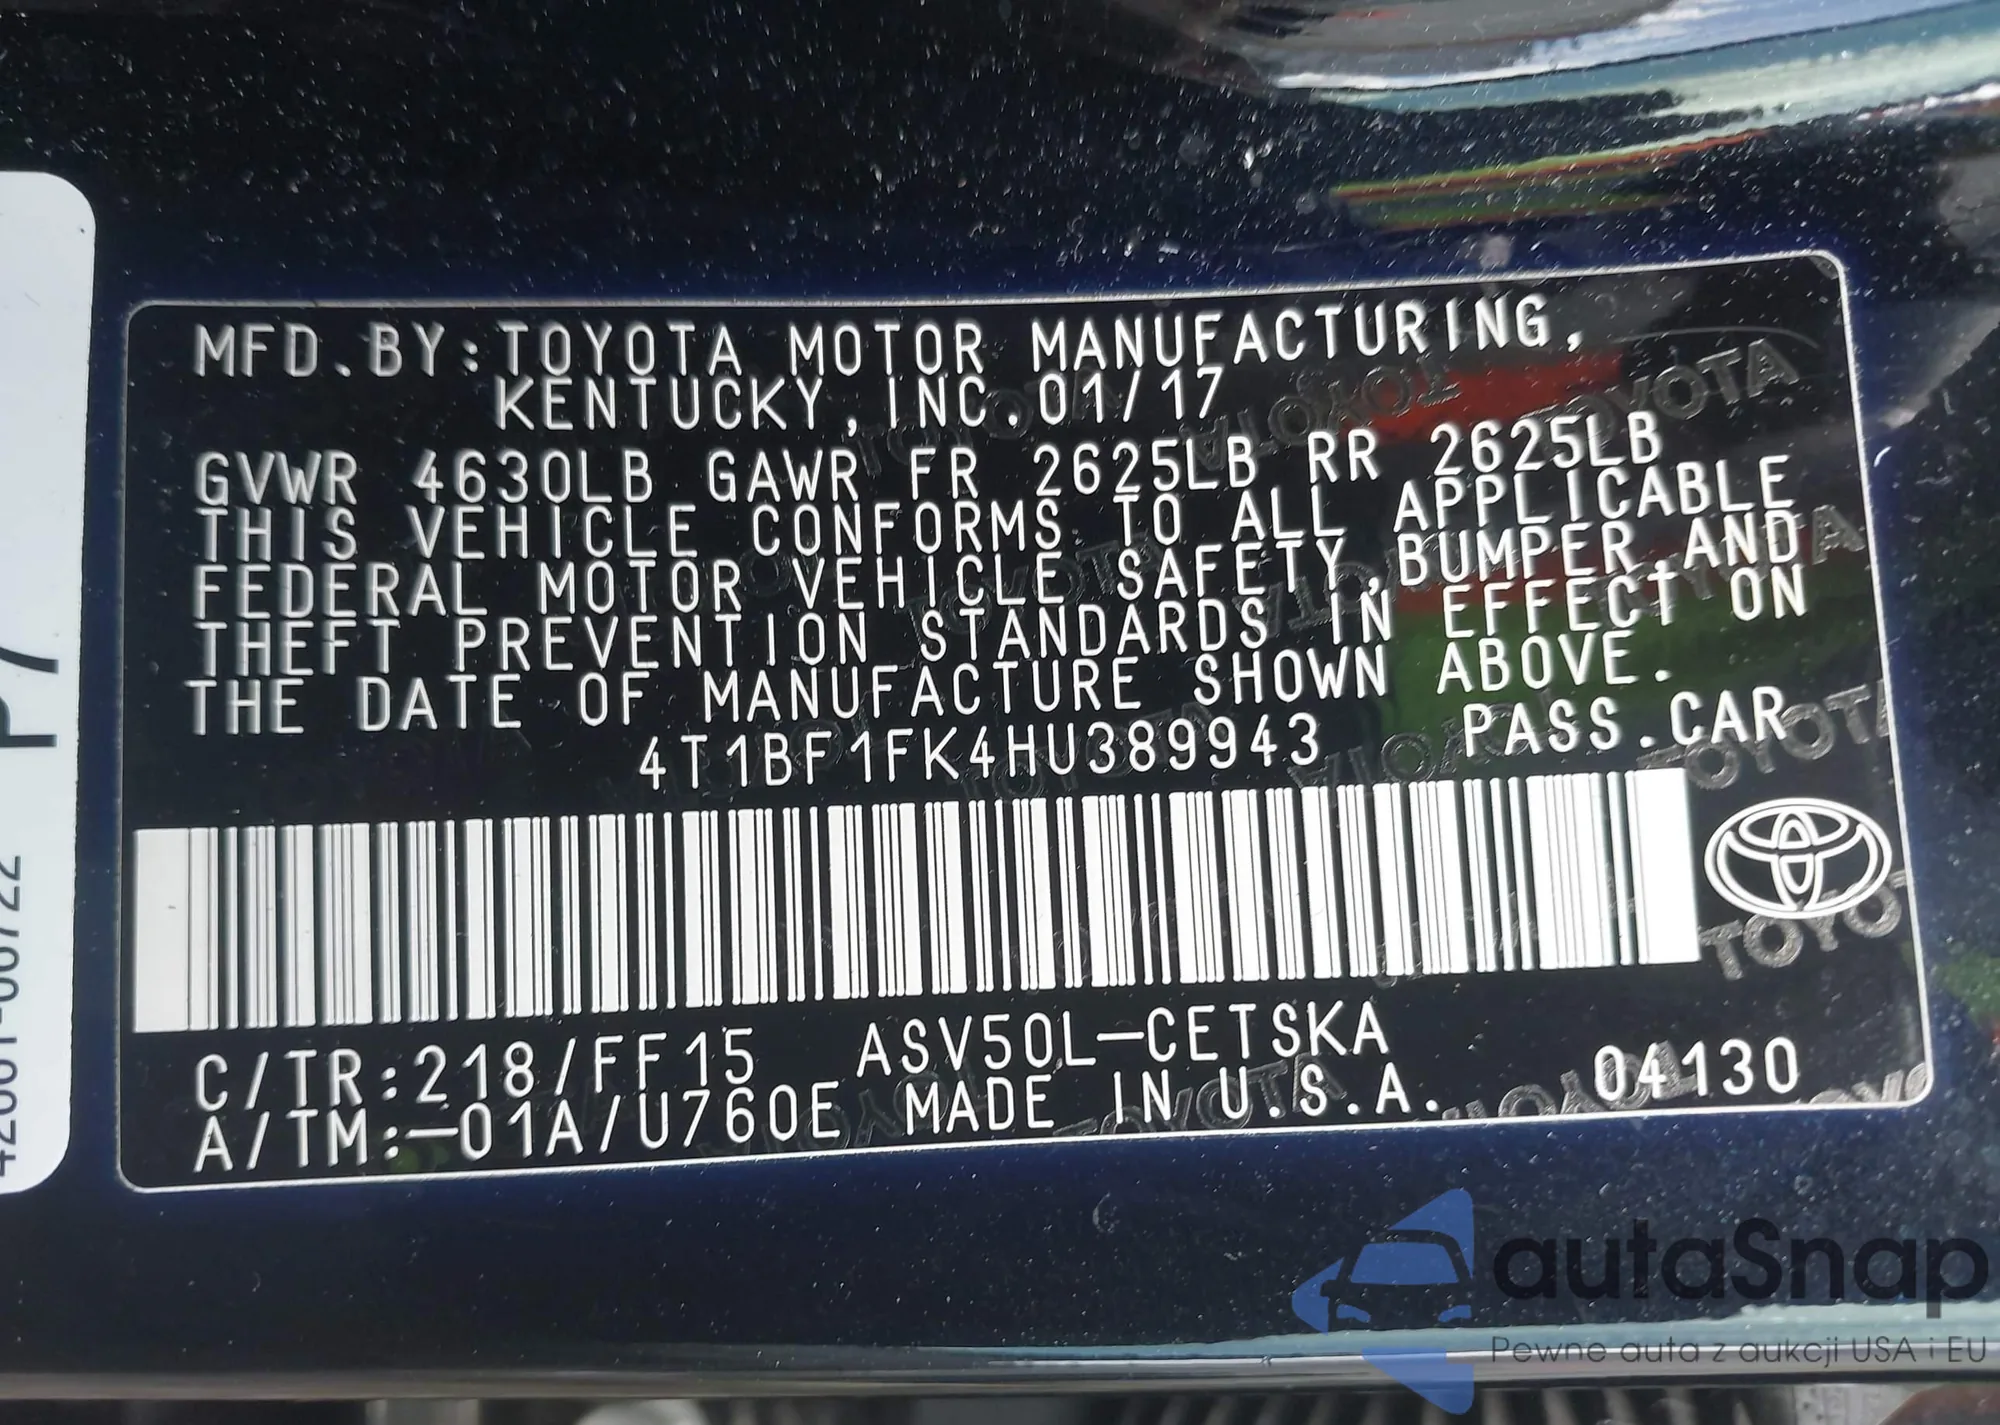 MFD.BY:TOYOTA MOTOR MANUFACTURING,
KENTUCKY,INC.01/17
GVWR 4630LB GAWR FR 2625LB RR 2625LB
THIS VEHICLE CONFORMS TO ALL APPLICABLE
FEDERAL MOTOR VEHICLE SAFETY,BUMPER,AND
THEFT PREVENTION STANDARDS IN EFFECT ON
THE DATE OF MANUFACTURE SHOWN ABOVE.
4T1BF1FK4HU389943 PASS.CAR
C/TR:218/FF15 ASV50L-CETSKA
A/TM:-01A/U760E MADE IN U.S.A. 04130
P7
autoSnap
Pewne auta z aukcji USA i EU